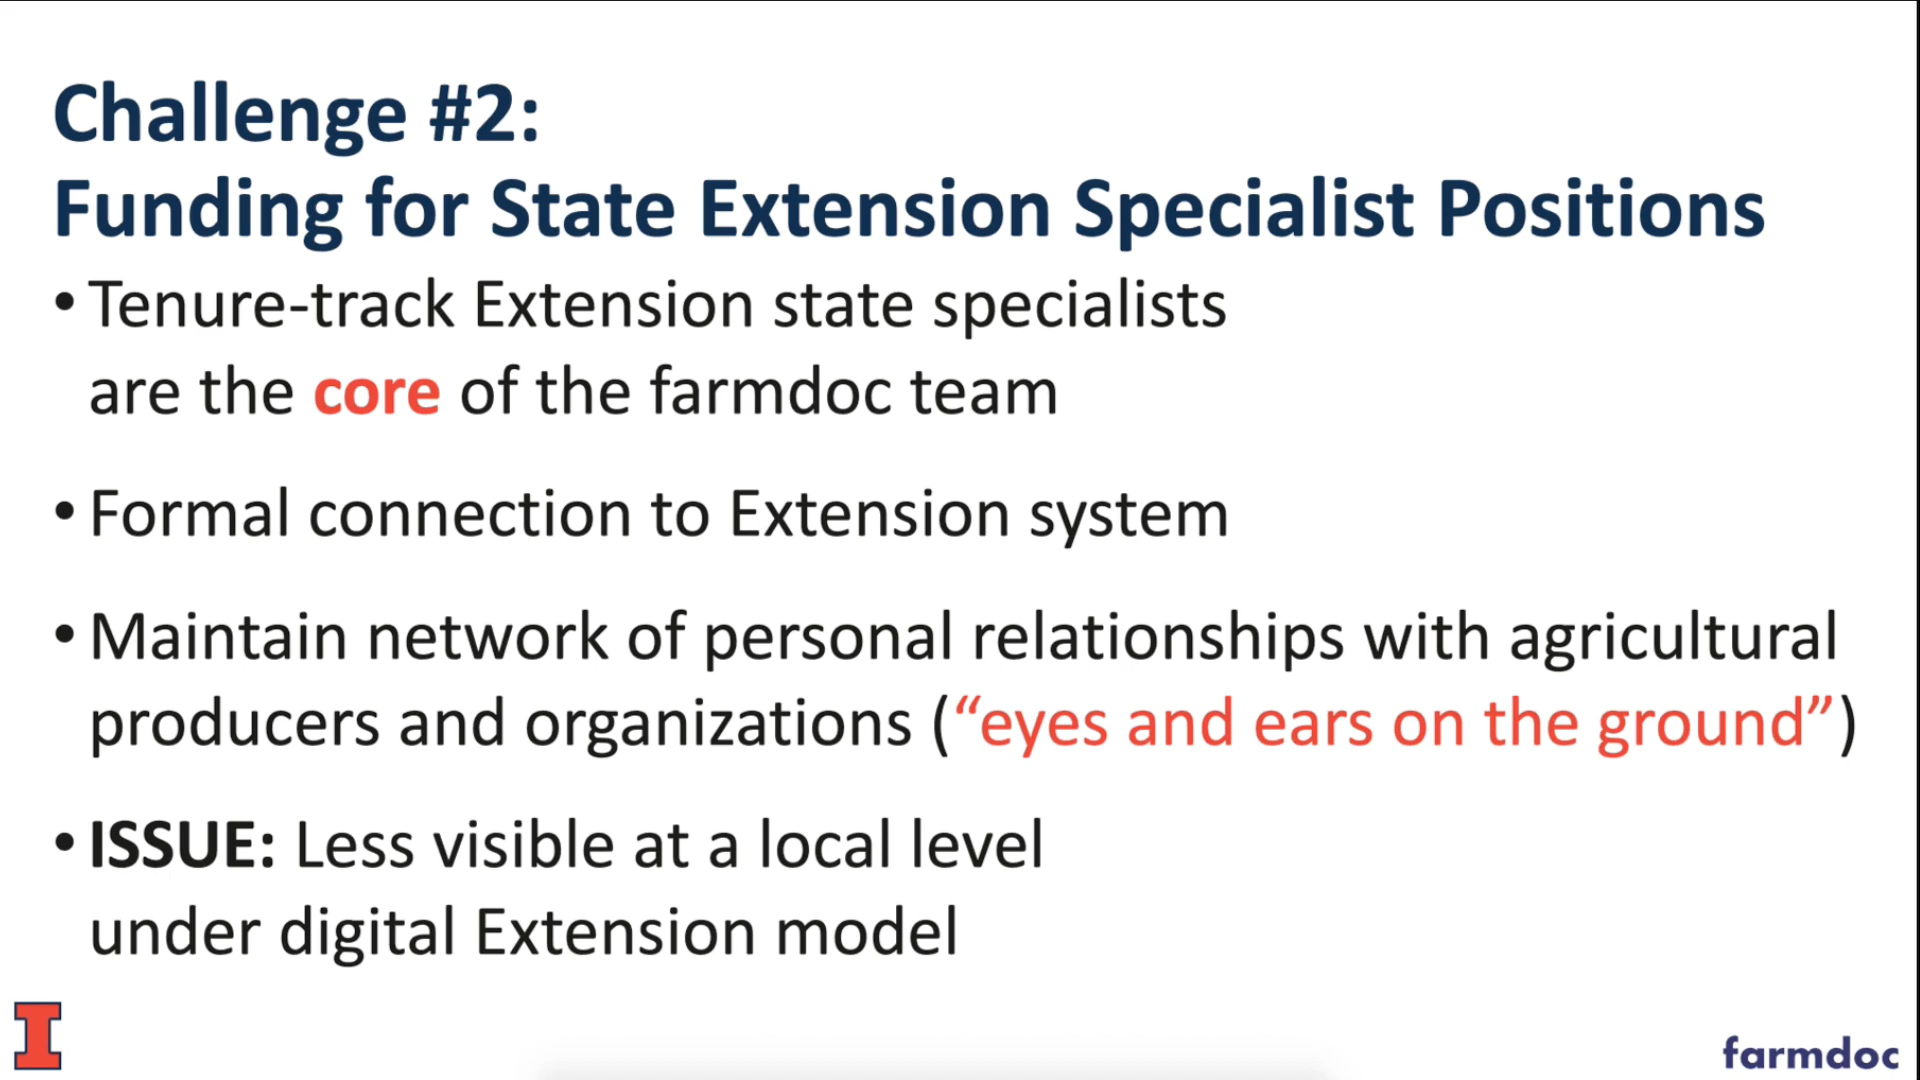 Challenge #2:
Funding for State Extension Specialist Positions
• Tenure-track Extension state specialists
are the core of the farmdoc team
• Formal connection to Extension system
• Maintain network of personal relationships with agricultural
producers and organizations (“eyes and ears on the ground”)
• ISSUE: Less visible at a local level
under digital Extension model
I
farmdoc